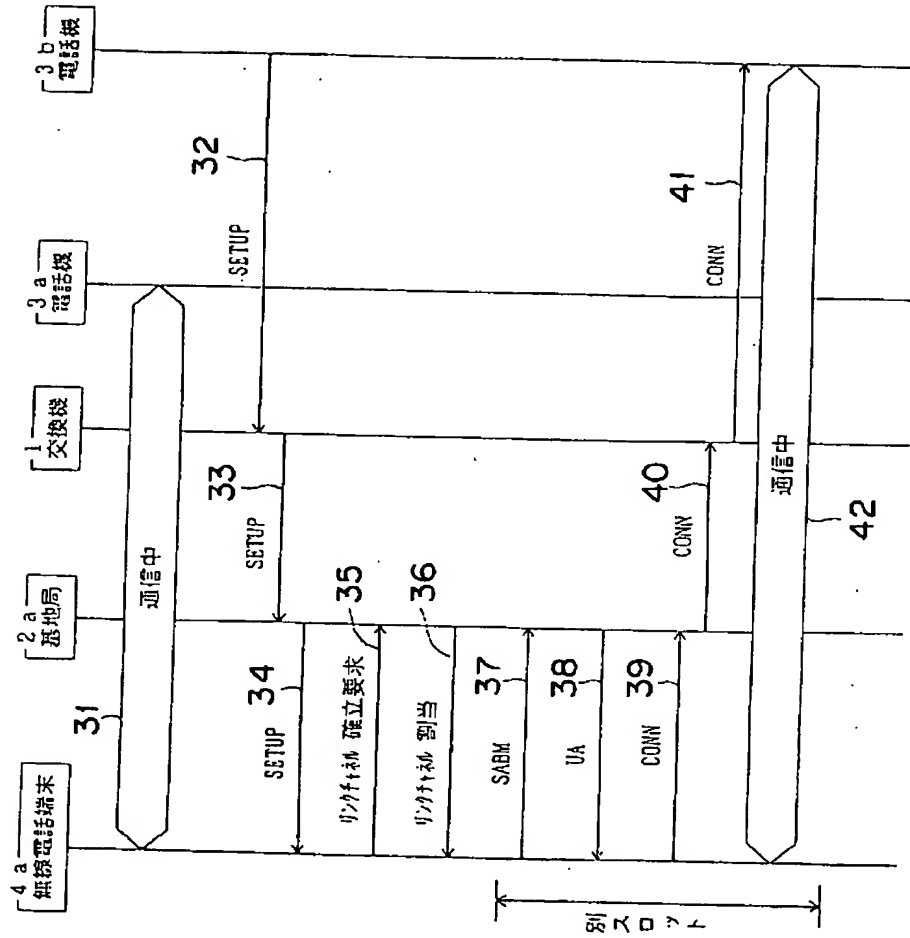 4a
無線電話端末
2a
基地局
1
交換機
3a
電話機
3b
電話機
31
通信中
SETUP
32
SETUP
33
SETUP
34
リンクチャネル 確立要求
35
リンクチャネル 割当
36
SABM
37
UA
38
CONN
39
CONN
40
CONN
41
通信中
42
別スロット